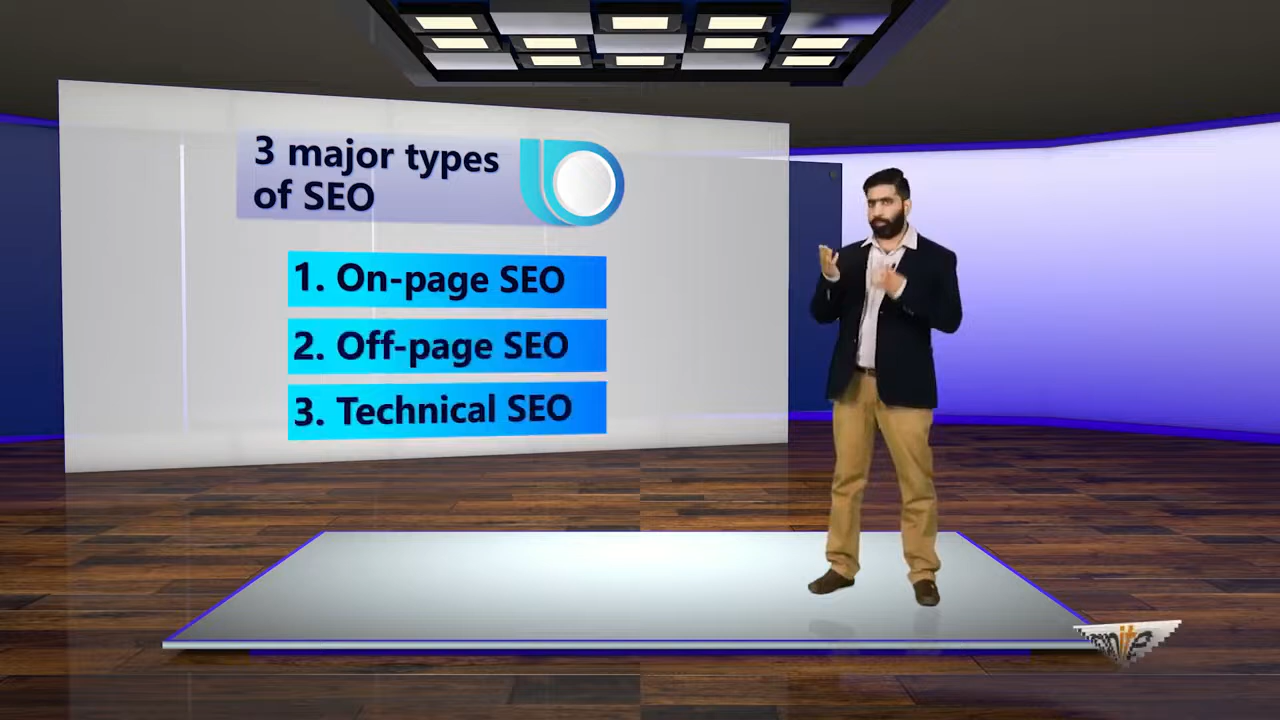 3 major types
of SEO
1. On-page SEO
2. Off-page SEO
3. Technical SEO